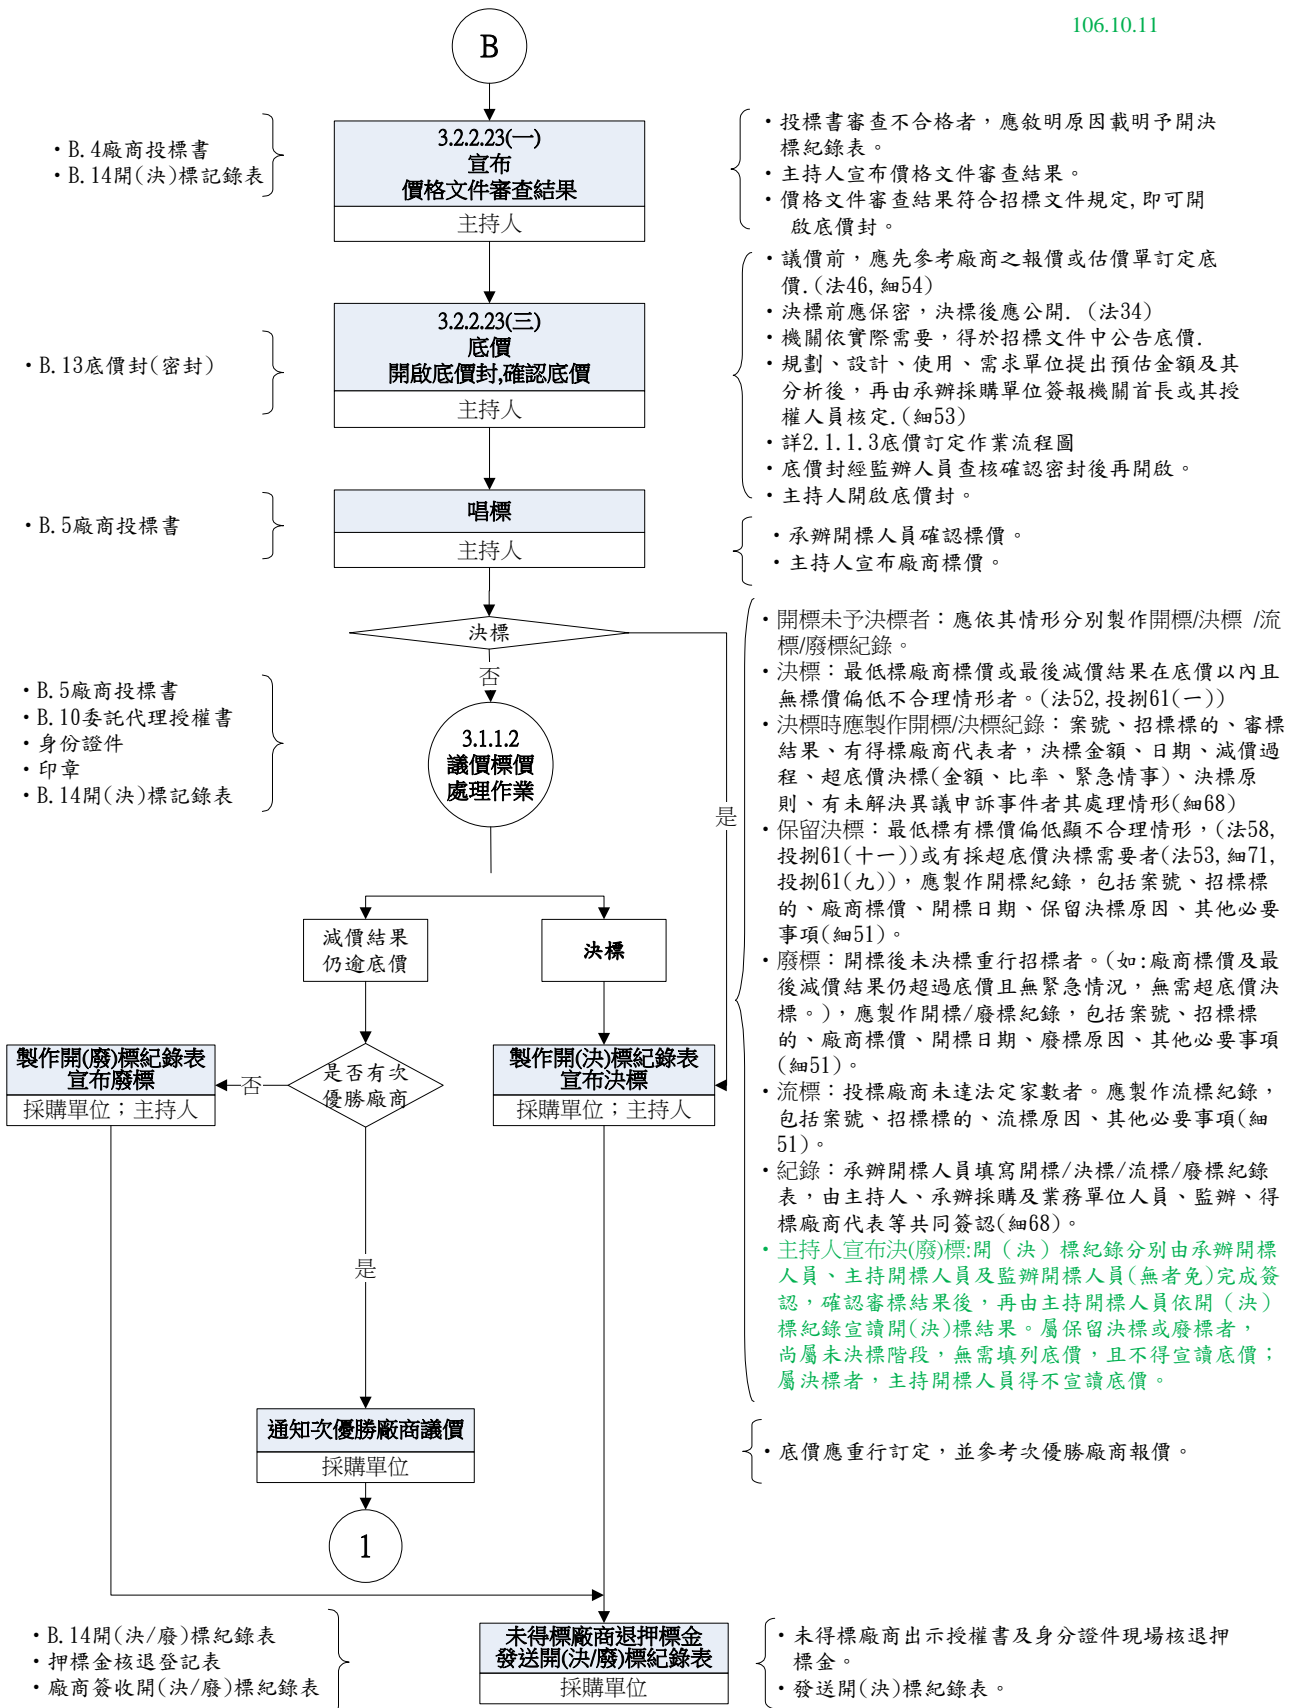 106.10.11
B
・B.4廠商投標書
・B.14開(決)標記錄表
3.2.2.23(一)
宣布
價格文件審查結果
主持人
・投標書審查不合格者，應敘明原因載明予開決
標紀錄表。
・主持人宣布價格文件審查結果。
・價格文件審查結果符合招標文件規定,即可開
啟底價封。
・B.13底價封(密封)
3.2.2.23(三)
底價
開啟底價封,確認底價
主持人
・議價前，應先參考廠商之報價或估價單訂定底
價.(法46,細54)
・決標前應保密，決標後應公開. (法34)
・機關依實際需要，得於招標文件中公告底價.
・規劃、設計、使用、需求單位提出預估金額及其
分析後，再由承辦採購單位簽報機關首長或其授
權人員核定.(細53)
・詳2.1.1.3底價訂定作業流程圖
・底價封經監辦人員查核確認密封後再開啟。
・主持人開啟底價封。
・B.5廠商投標書
唱標
主持人
・承辦開標人員確認標價。
・主持人宣布廠商標價。
決標
否
是
・B.5廠商投標書
・B.10委託代理授權書
・身份證件
・印章
・B.14開(決)標記錄表
3.1.1.2
議價標價
處理作業
・開標未予決標者：應依其情形分別製作開標/決標 /流
標/廢標紀錄。
・決標：最低標廠商標價或最後減價結果在底價以內且
無標價偏低不合理情形者。(法52,投捌61(一))
・決標時應製作開標/決標紀錄：案號、招標標的、審標
結果、有得標廠商代表者，決標金額、日期、減價過
程、超底價決標(金額、比率、緊急情事)、決標原
則、有未解決異議申訴事件者其處理情形(細68)
・保留決標：最低標有標價偏低顯不合理情形，(法58,
投捌61(十一))或有採超底價決標需要者(法53,細71,
投捌61(九))，應製作開標紀錄，包括案號、招標標
的、廠商標價、開標日期、保留決標原因、其他必要
事項(細51)。
・廢標：開標後未決標重行招標者。(如:廠商標價及最
後減價結果仍超過底價且無緊急情況，無需超底價決
標。)，應製作開標/廢標紀錄，包括案號、招標標
的、廠商標價、開標日期、廢標原因、其他必要事項
(細51)。
・流標：投標廠商未達法定家數者。應製作流標紀錄，
包括案號、招標標的、流標原因、其他必要事項(細
51)。
・紀錄：承辦開標人員填寫開標/決標/流標/廢標紀錄
表，由主持人、承辦採購及業務單位人員、監辦、得
標廠商代表等共同簽認(細68)。
・主持人宣布決(廢)標:開（決）標紀錄分別由承辦開標
人員、主持開標人員及監辦開標人員(無者免)完成簽
認，確認審標結果後，再由主持開標人員依開（決）
標紀錄宣讀開(決)標結果。屬保留決標或廢標者，
尚屬未決標階段，無需填列底價，且不得宣讀底價；
屬決標者，主持開標人員得不宣讀底價。
減價結果
仍逾底價
決標
製作開(廢)標紀錄表
宣布廢標
採購單位；主持人
否
是否有次
優勝廠商
製作開(決)標紀錄表
宣布決標
採購單位；主持人
是
通知次優勝廠商議價
採購單位
・底價應重行訂定，並參考次優勝廠商報價。
1
・B.14開(決/廢)標紀錄表
・押標金核退登記表
・廠商簽收開(決/廢)標紀錄表
未得標廠商退押標金
發送開(決/廢)標紀錄表
採購單位
・未得標廠商出示授權書及身分證件現場核退押
標金。
・發送開(決)標紀錄表。